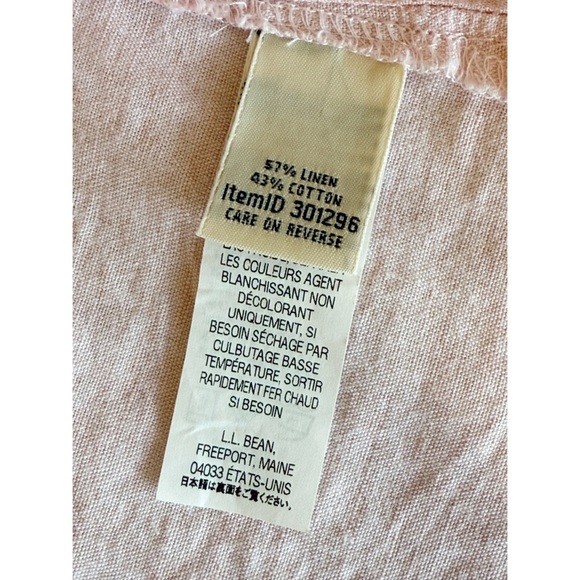 57% LINEN
43% COTTON
ItemID 301296
CARE ON REVERSE
LES COULEURS AGENT
BLANCHISSANT NON
DÉCOLORANT
UNIQUEMENT, SI
BESOIN SÉCHAGE PAR
CULBUTAGE BASSE
TEMPÉRATURE, SORTIR
RAPIDEMENT FER CHAUD
SI BESOIN
L.L. BEAN,
FREEPORT, MAINE
04033 ÉTATS-UNIS
日本語は裏面をご覧ください。